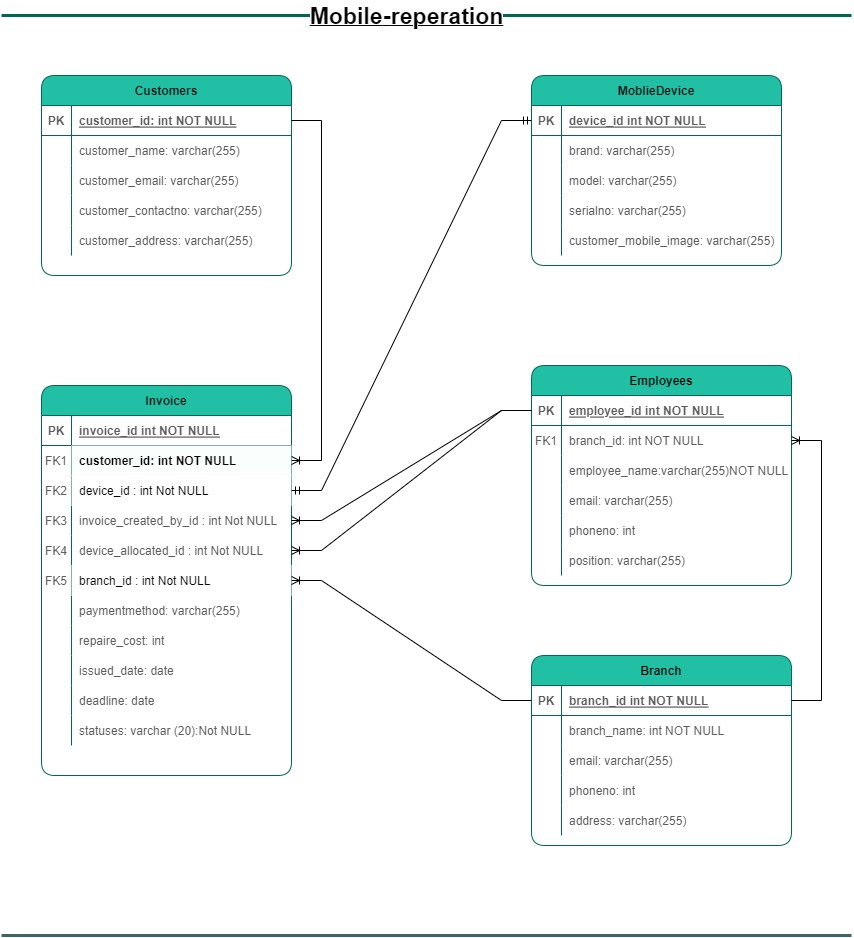 Mobile-reperation
Customers
PK customer_id: int NOT NULL
customer_name: varchar(255)
customer_email: varchar(255)
customer_contactno: varchar(255)
customer_address: varchar(255)
MoblieDevice
PK device_id int NOT NULL
brand: varchar(255)
model: varchar(255)
serialno: varchar(255)
customer_mobile_image: varchar(255)
Invoice
PK invoice_id int NOT NULL
FK1 customer_id: int NOT NULL
FK2 device_id : int Not NULL
FK3 invoice_created_by_id : int Not NULL
FK4 device_allocated_id : int Not NULL
FK5 branch_id : int Not NULL
paymentmethod: varchar(255)
repaire_cost: int
issued_date: date
deadline: date
statuses: varchar (20):Not NULL
Employees
PK employee_id int NOT NULL
FK1 branch_id: int NOT NULL
employee_name:varchar(255)NOT NULL
email: varchar(255)
phoneno: int
position: varchar(255)
Branch
PK branch_id int NOT NULL
branch_name: int NOT NULL
email: varchar(255)
phoneno: int
address: varchar(255)